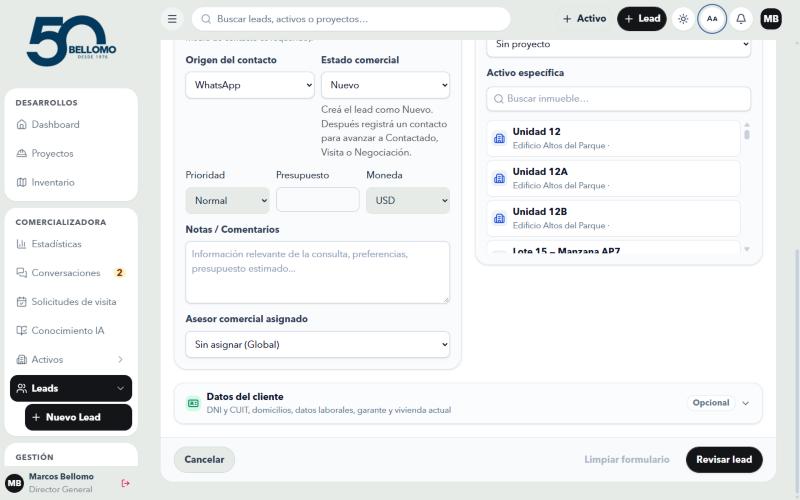 50
BELLOMO
DESDE 1976
Buscar leads, activos o proyectos...
+ Activo
+ Lead
AA
MB
DESARROLLOS
Dashboard
Proyectos
Inventario
COMERCIALIZADORA
Estadísticas
Conversaciones 2
Solicitudes de visita
Conocimiento IA
Activos
Leads
+ Nuevo Lead
GESTIÓN
MB
Marcos Bellomo
Director General
Origen del contacto
WhatsApp
Estado comercial
Nuevo
Creá el lead como Nuevo.
Después registrá un contacto
para avanzar a Contactado,
Visita o Negociación.
Prioridad
Normal
Presupuesto
Moneda
USD
Notas / Comentarios
Información relevante de la consulta, preferencias,
presupuesto estimado...
Asesor comercial asignado
Sin asignar (Global)
Sin proyecto
Activo específica
Buscar inmueble...
Unidad 12
Edificio Altos del Parque ·
Unidad 12A
Edificio Altos del Parque ·
Unidad 12B
Edificio Altos del Parque ·
Lote 15 – Manzana AP7
Datos del cliente
DNI y CUIT, domicilios, datos laborales, garante y vivienda actual
Opcional
Cancelar
Limpiar formulario
Revisar lead